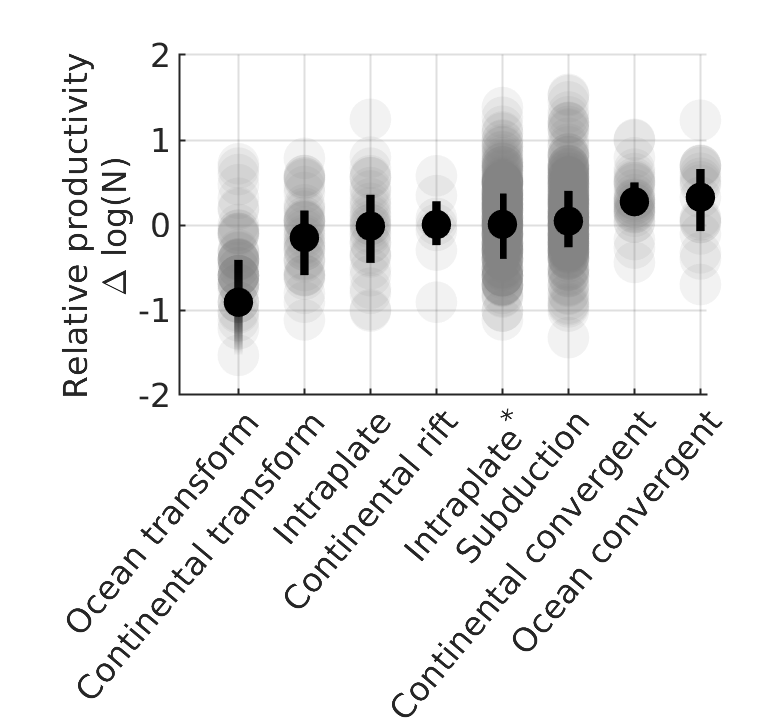 Relative productivity
Δ log(N)
2
1
0
-1
-2
Ocean transform
Continental transform
Intraplate
Continental rift
Intraplate*
Subduction
Continental convergent
Ocean convergent